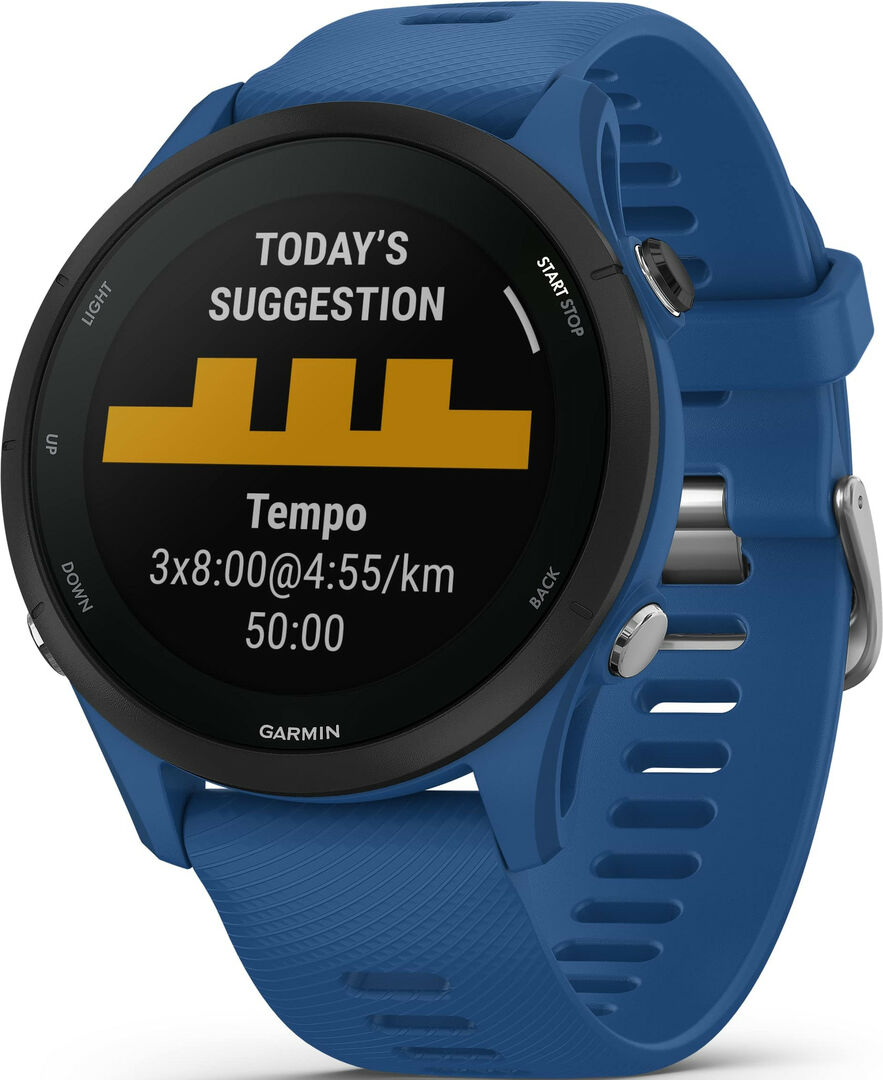 TODAY'S
SUGGESTION
LIGHT
START STOP
UP
Tempo
3x8:00@4:55/km
50:00
DOWN
BACK
GARMIN